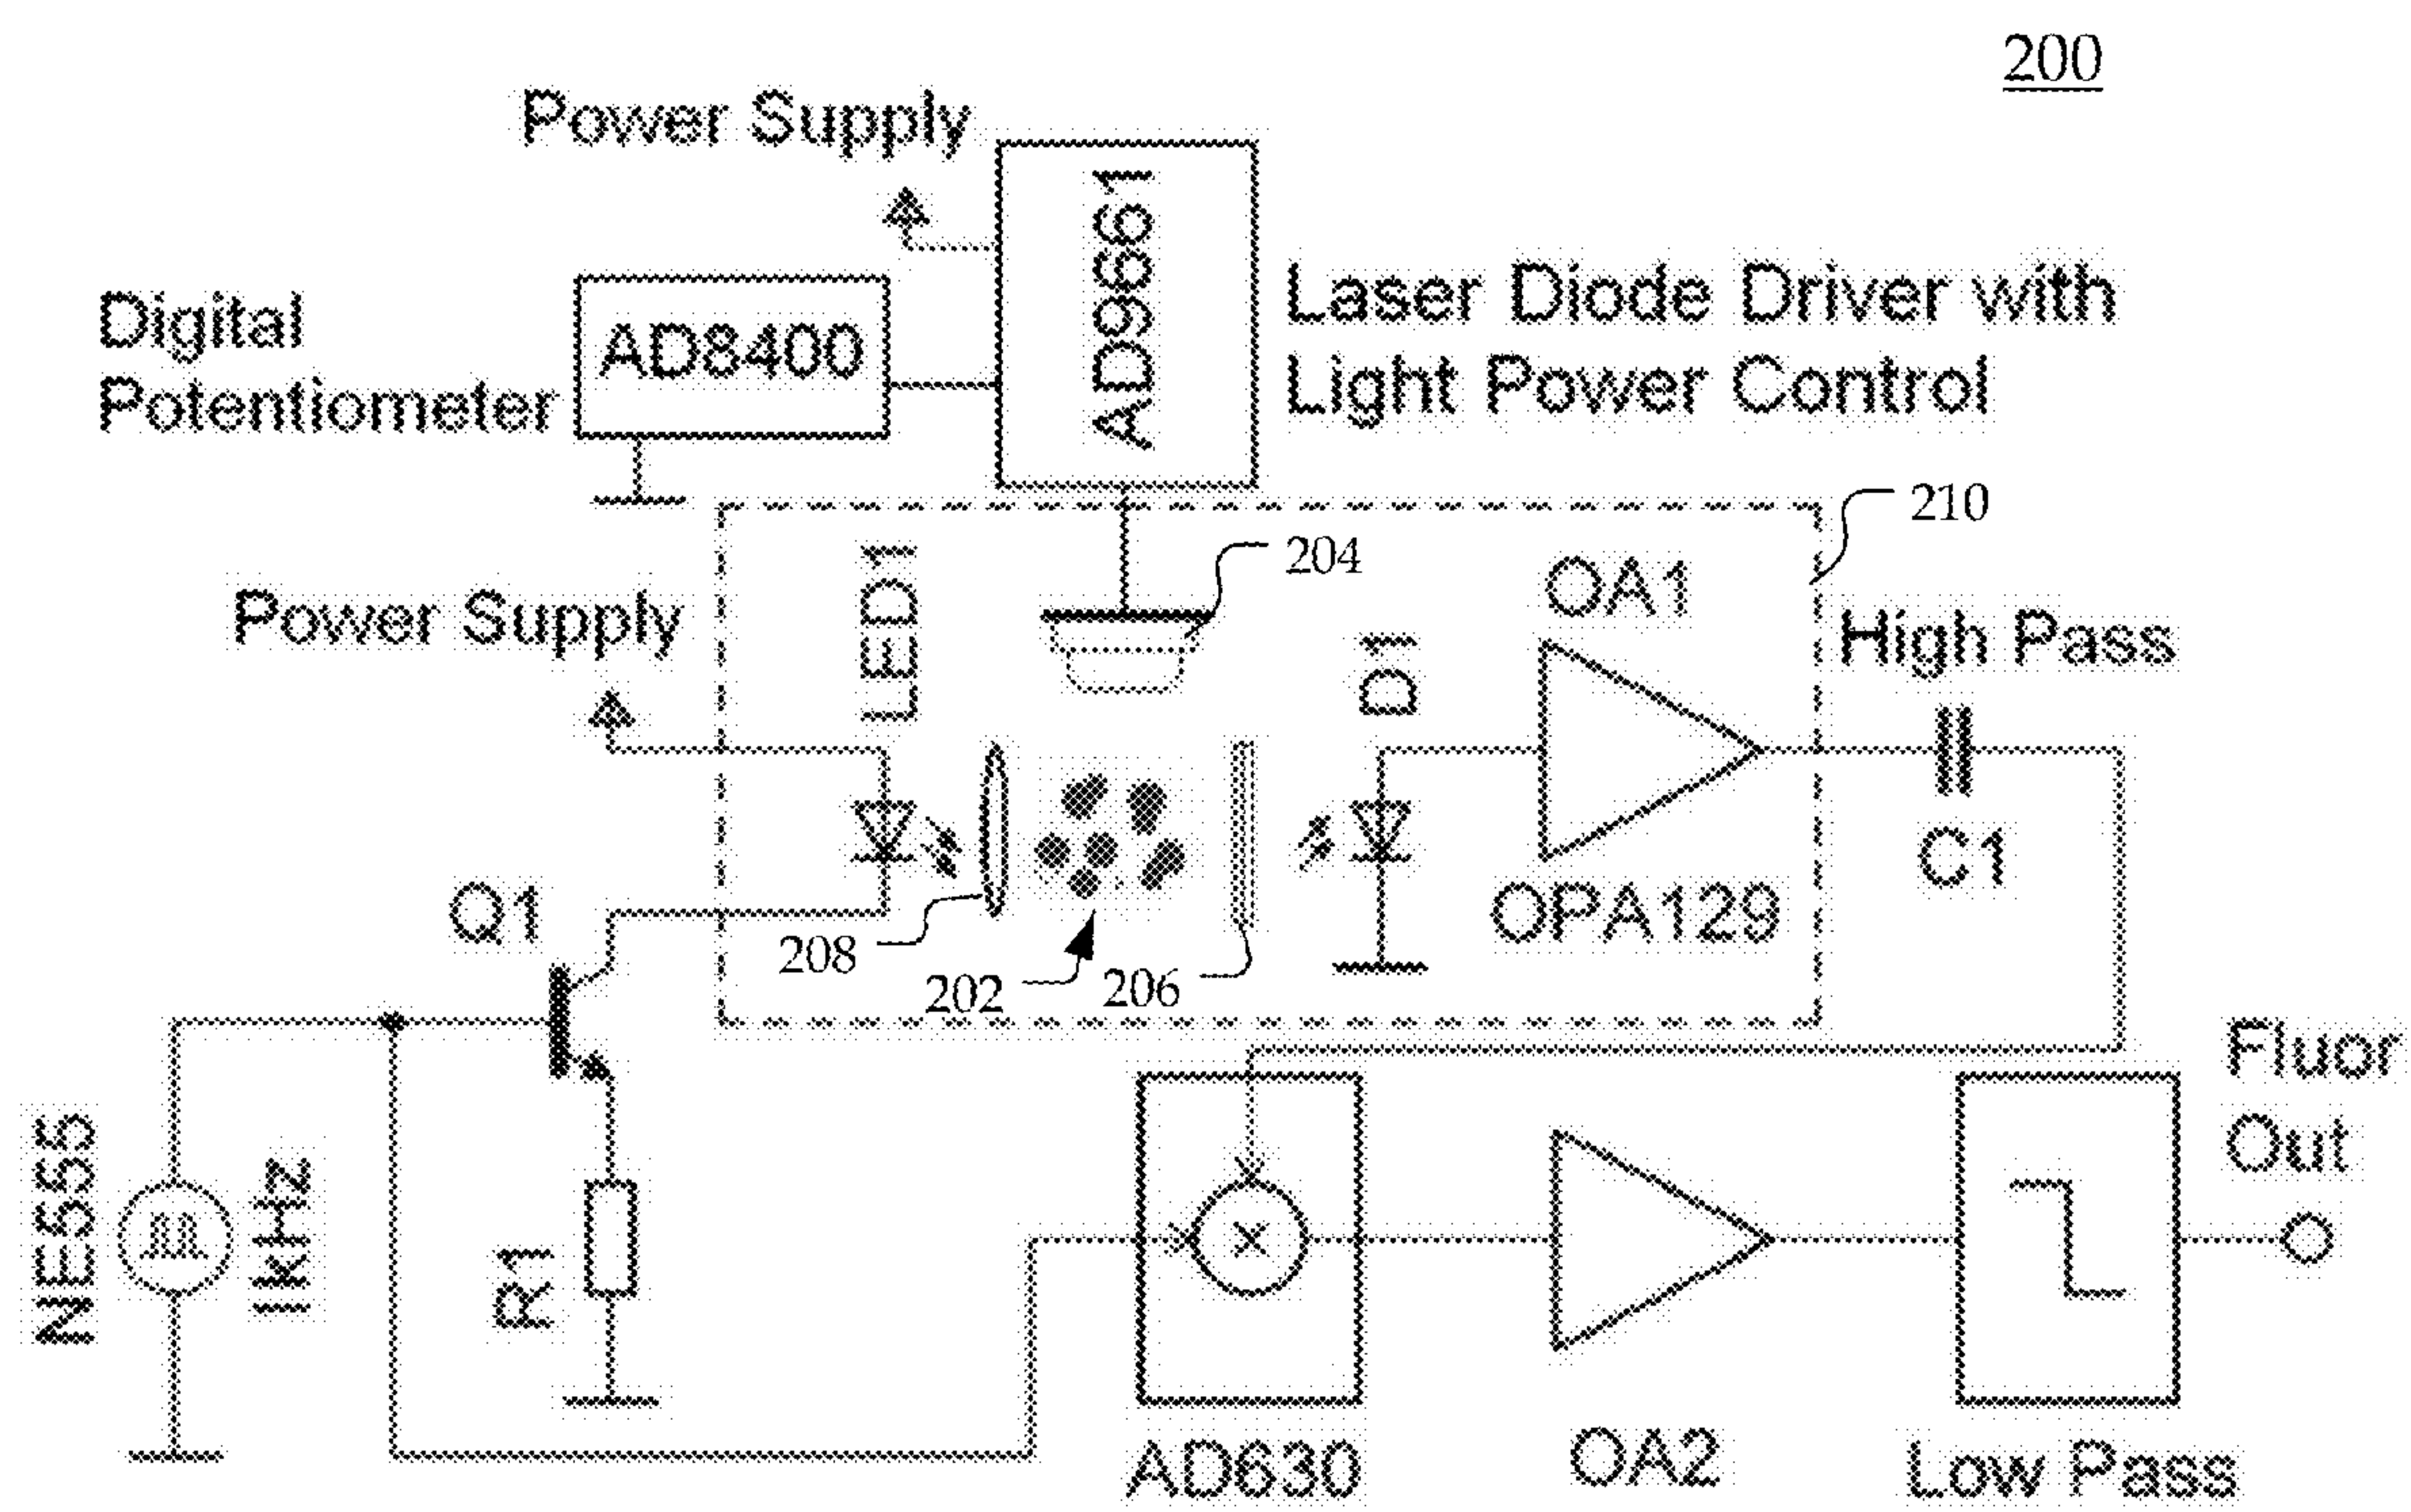 200
Power Supply
AD9661
Digital
Potentiometer
AD8400
Laser Diode Driver with
Light Power Control
210
204
LED1
OA1
Power Supply
High Pass
D1
Q1
208
202
206
OPA129
C1
NE555
1kHz
R1
Fluor
Out
×
AD630
OA2
Low Pass